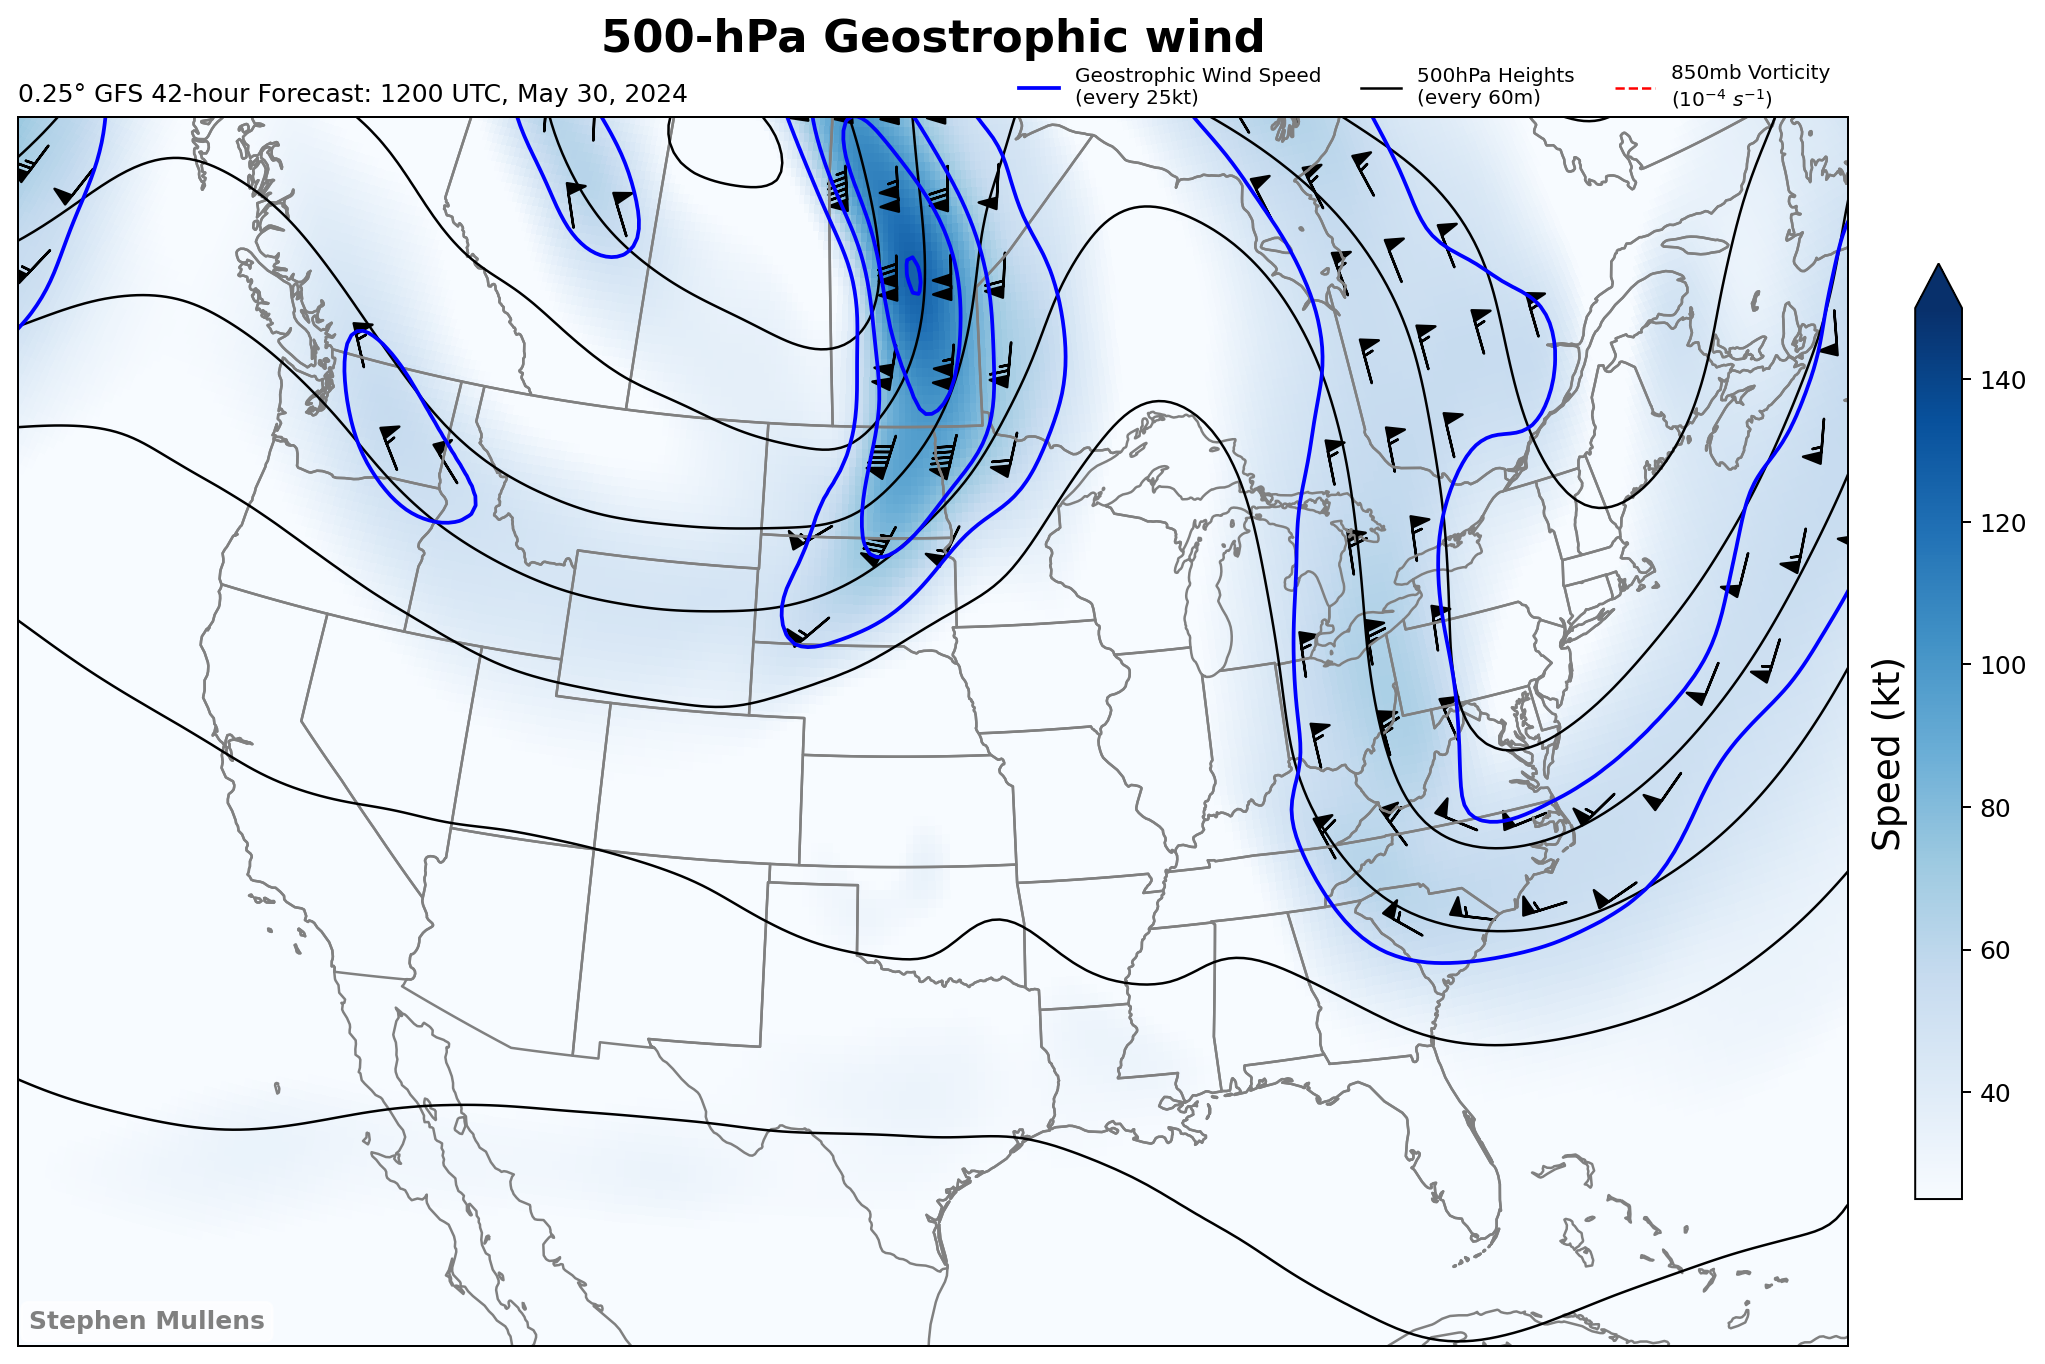 500-hPa Geostrophic wind
0.25° GFS 42-hour Forecast: 1200 UTC, May 30, 2024
Geostrophic Wind Speed
(every 25kt)
500hPa Heights
(every 60m)
850mb Vorticity
(10⁻⁴ s⁻¹)
140
120
100
80
60
40
Speed (kt)
Stephen Mullens